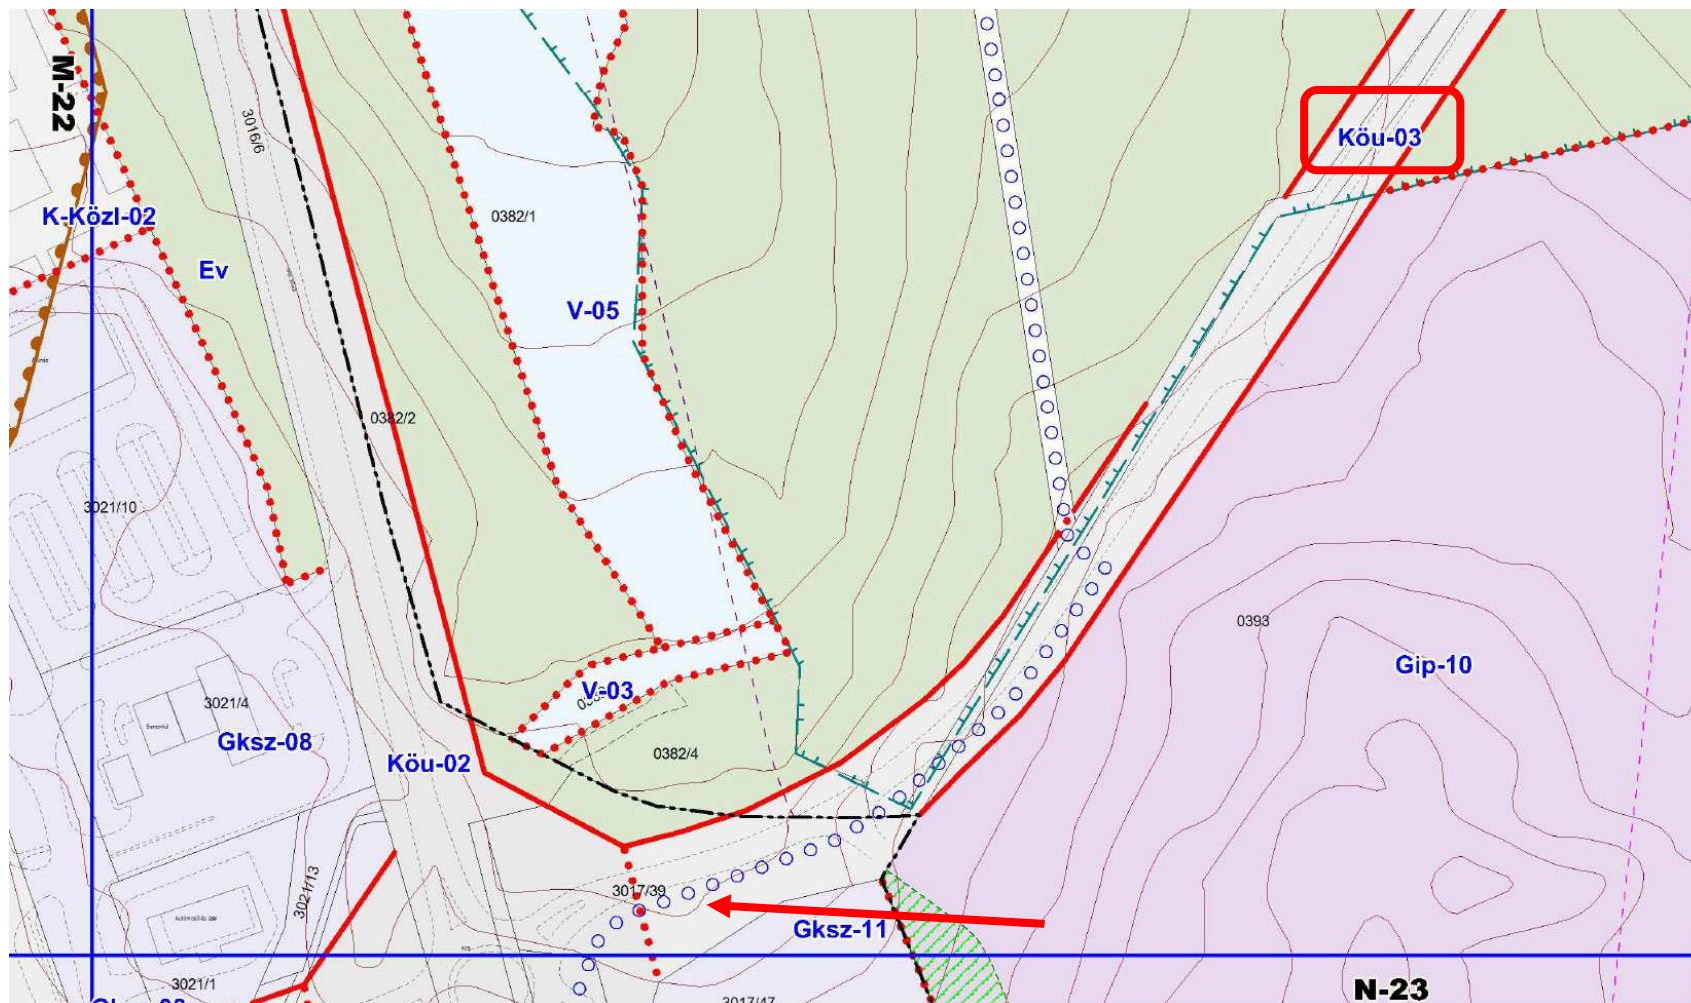 M-22
3016/6
Köu-03
K-Közl-02
0382/1
Ev
V-05
0382/2
3021/10
0393
Gip-10
V-03
3021/4
Gksz-08
0382/4
Köu-02
3021/13
3017/39
Gksz-11
3021/1
N-23
3017/47